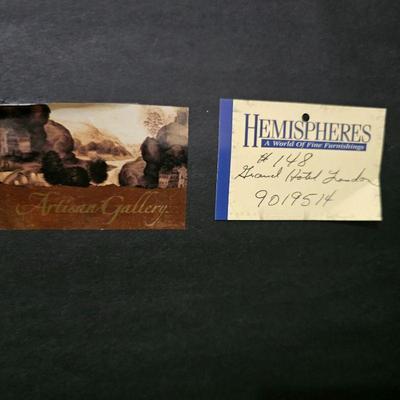 Artisan Gallery
HEMISPHERES
A World Of Fine Furnishings
#148
Grand Hotel London
9019514